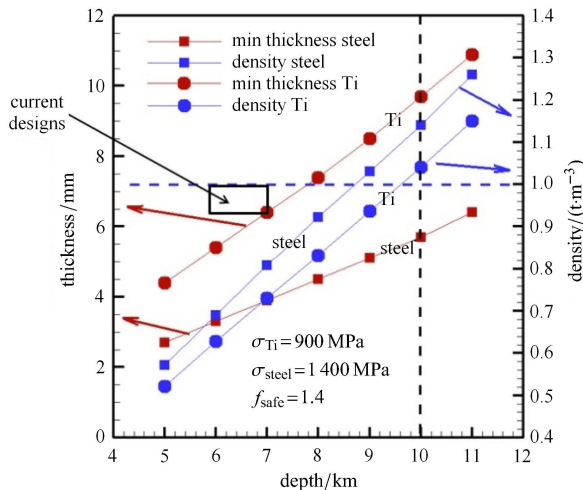 min thickness steel
density steel
min thickness Ti
density Ti
current
designs
Ti
Ti
steel
steel
σTi=900 MPa
σsteel=1 400 MPa
fsafe=1.4
thickness/mm
12
10
8
6
4
2
0
density/(t·m−3)
1.4
1.3
1.2
1.1
1.0
0.9
0.8
0.7
0.6
0.5
0.4
4 5 6 7 8 9 10 11 12
depth/km